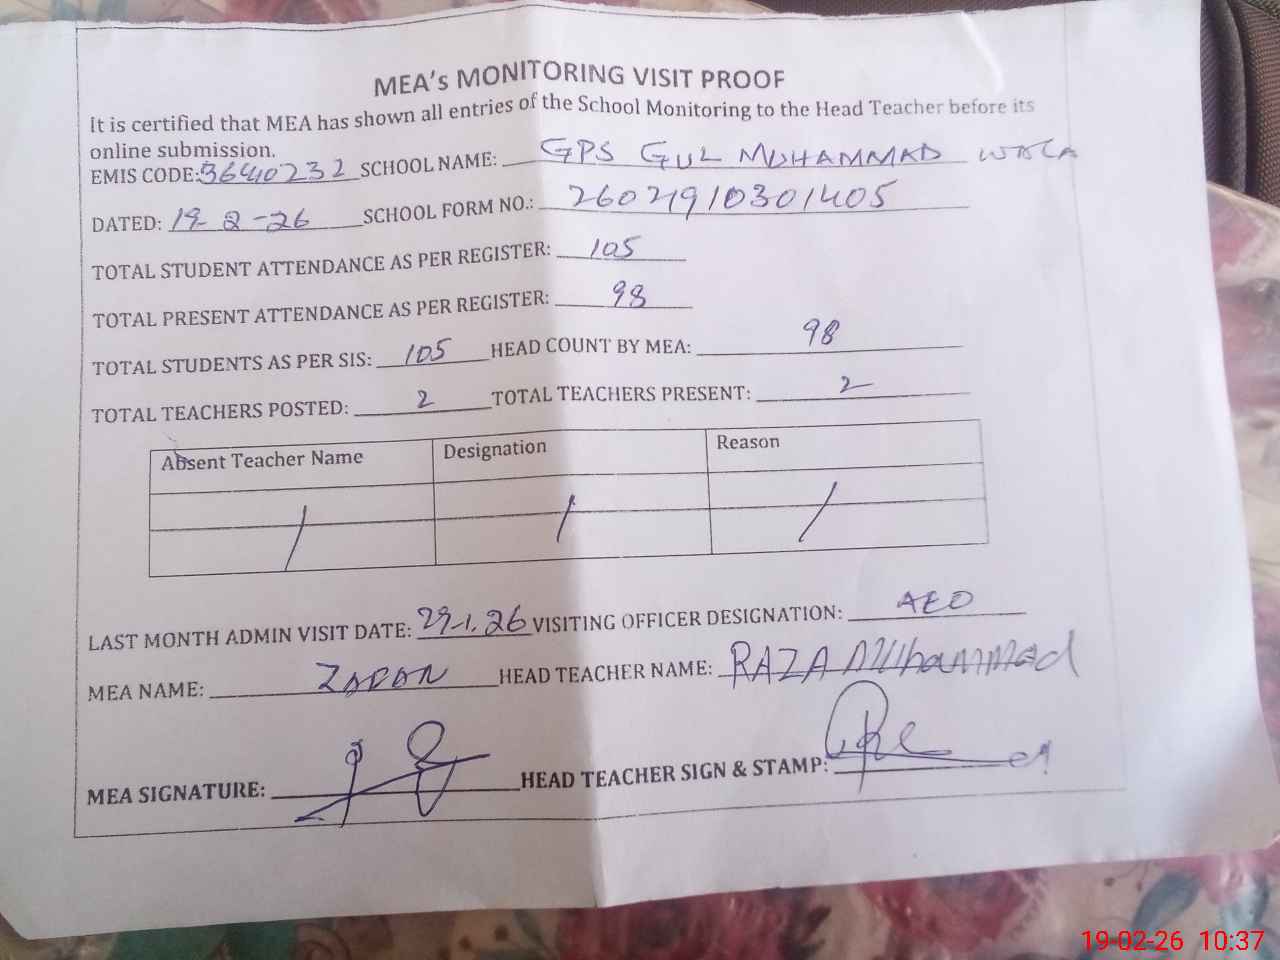 MEA's MONITORING VISIT PROOF
It is certified that MEA has shown all entries of the School Monitoring to the Head Teacher before its
online submission.
EMIS CODE: 36440232 SCHOOL NAME: GPS GUL MUHAMMAD WALA
DATED: 19-2-26 SCHOOL FORM NO.: 26021910301405
TOTAL STUDENT ATTENDANCE AS PER REGISTER: 105
TOTAL PRESENT ATTENDANCE AS PER REGISTER: 98
TOTAL STUDENTS AS PER SIS: 105 HEAD COUNT BY MEA: 98
TOTAL TEACHERS POSTED: 2 TOTAL TEACHERS PRESENT: 2
Absent Teacher Name Designation Reason
/ / /
LAST MONTH ADMIN VISIT DATE: 29-1.26 VISITING OFFICER DESIGNATION: AEO
MEA NAME: HEAD TEACHER NAME: RAZA Muhammad
MEA SIGNATURE: HEAD TEACHER SIGN & STAMP:
19-02-26 10:37